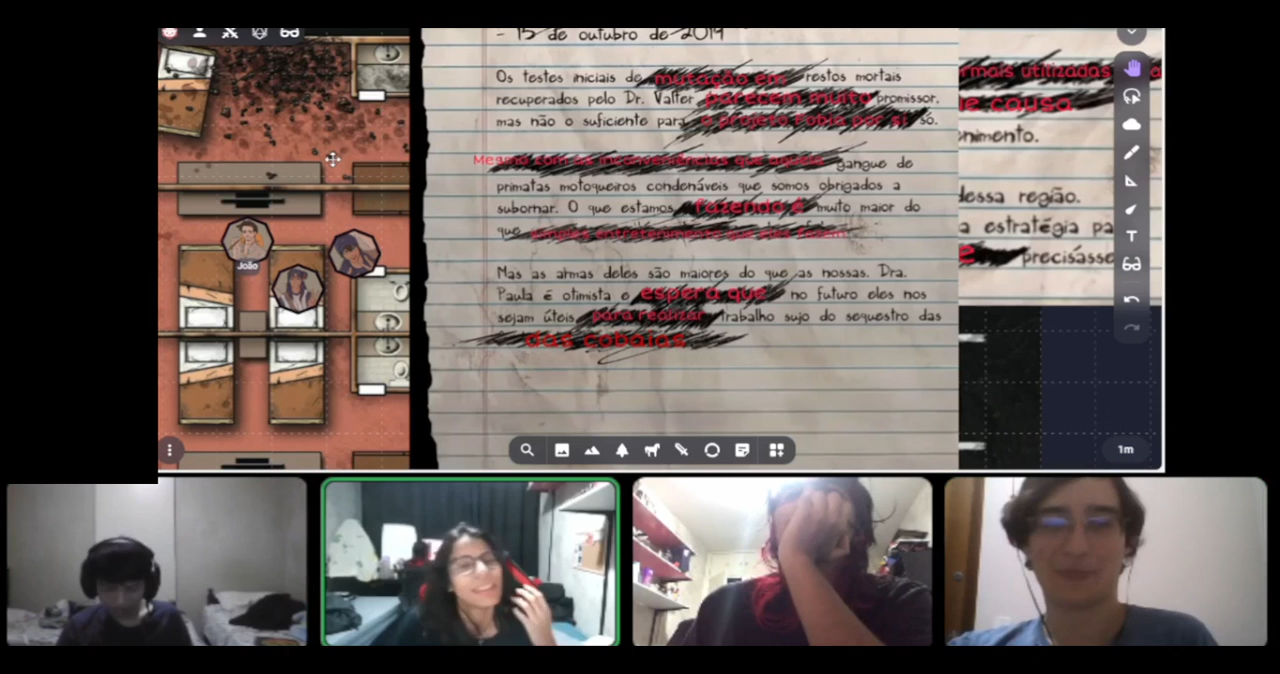 - 15 de outubro de 2019
Os testes iniciais de mutação em restos mortais
recuperados pelo Dr. Valter parecem muito promissor,
mas não o suficiente para o projeto Fobia por si só.
Mesmo com as inconveniências que aquela gangue de
primatas motoqueiros condenáveis que somos obrigados a
subornar. O que estamos fazendo é muito maior do
que simples entretenimento que eles fazem
Mas as armas deles são maiores do que as nossas. Dra.
Paula é otimista e espera que no futuro eles nos
sejam úteis para realizar trabalho sujo do sequestro das
das cobaias
rmais utilizadas a
ue causa
nimento.
dessa região.
a estratégia pa
e precisásse
João
T
1m